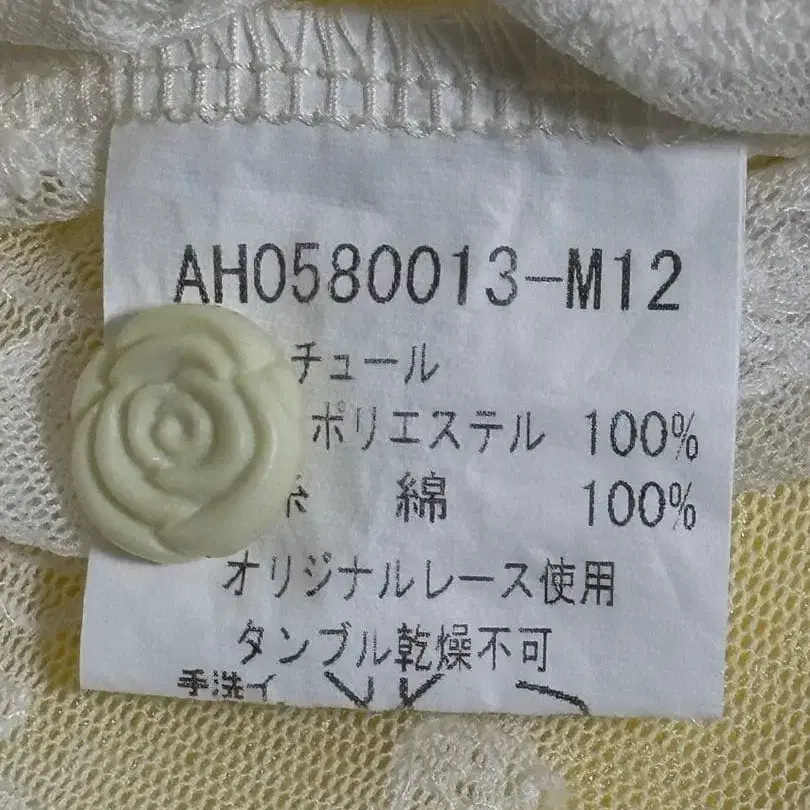 AH0580013-M12
チュール
ポリエステル 100%
綿 100%
オリジナルレース使用
タンブル乾燥不可
手洗イ